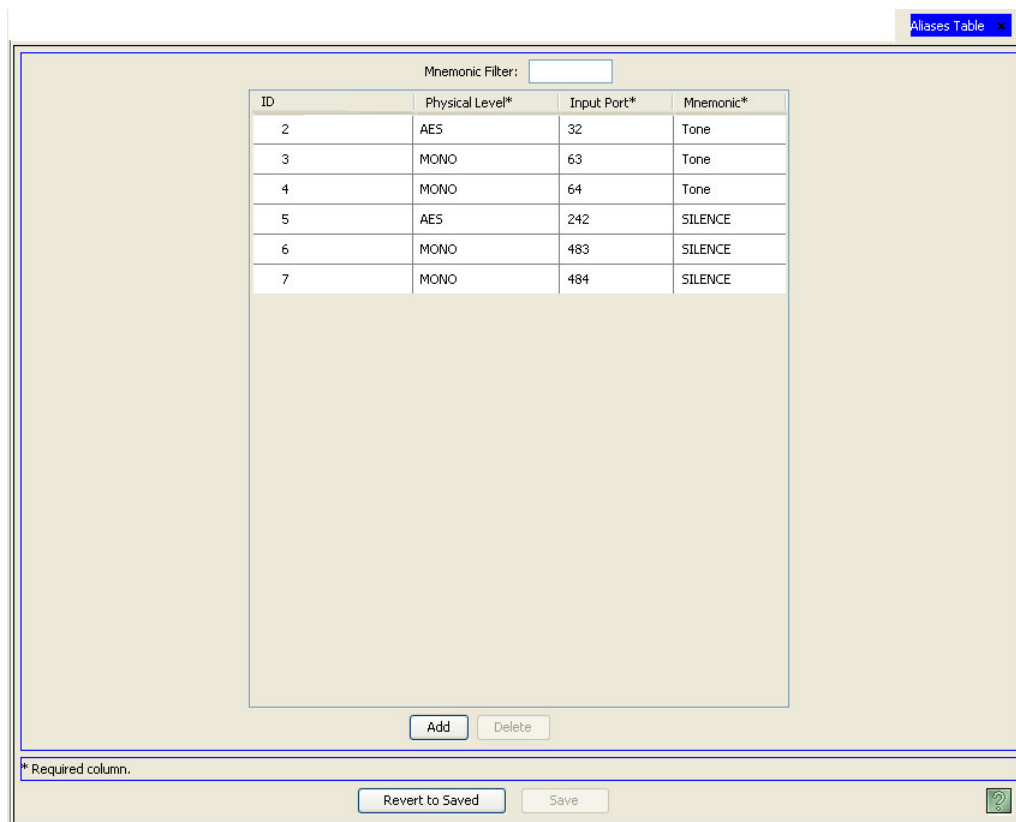 Aliases Table x
Mnemonic Filter:
ID Physical Level* Input Port* Mnemonic*
2 AES 32 Tone
3 MONO 63 Tone
4 MONO 64 Tone
5 AES 242 SILENCE
6 MONO 483 SILENCE
7 MONO 484 SILENCE
Add Delete
* Required column.
Revert to Saved Save ?